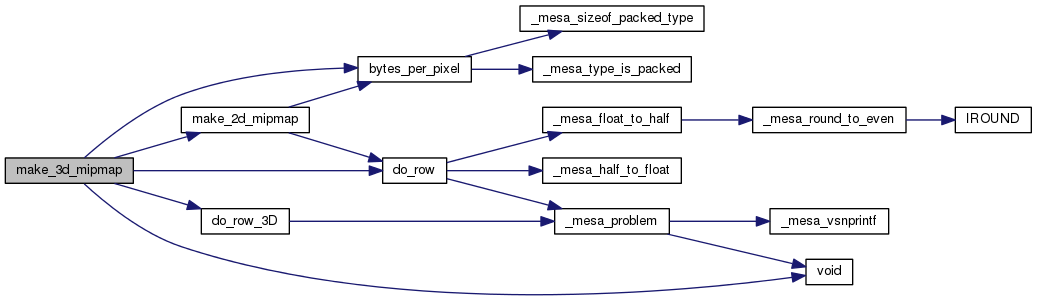 _mesa_sizeof_packed_type
bytes_per_pixel
_mesa_type_is_packed
make_2d_mipmap
_mesa_float_to_half
_mesa_round_to_even
IROUND
make_3d_mipmap
do_row
_mesa_half_to_float
do_row_3D
_mesa_problem
_mesa_vsnprintf
void